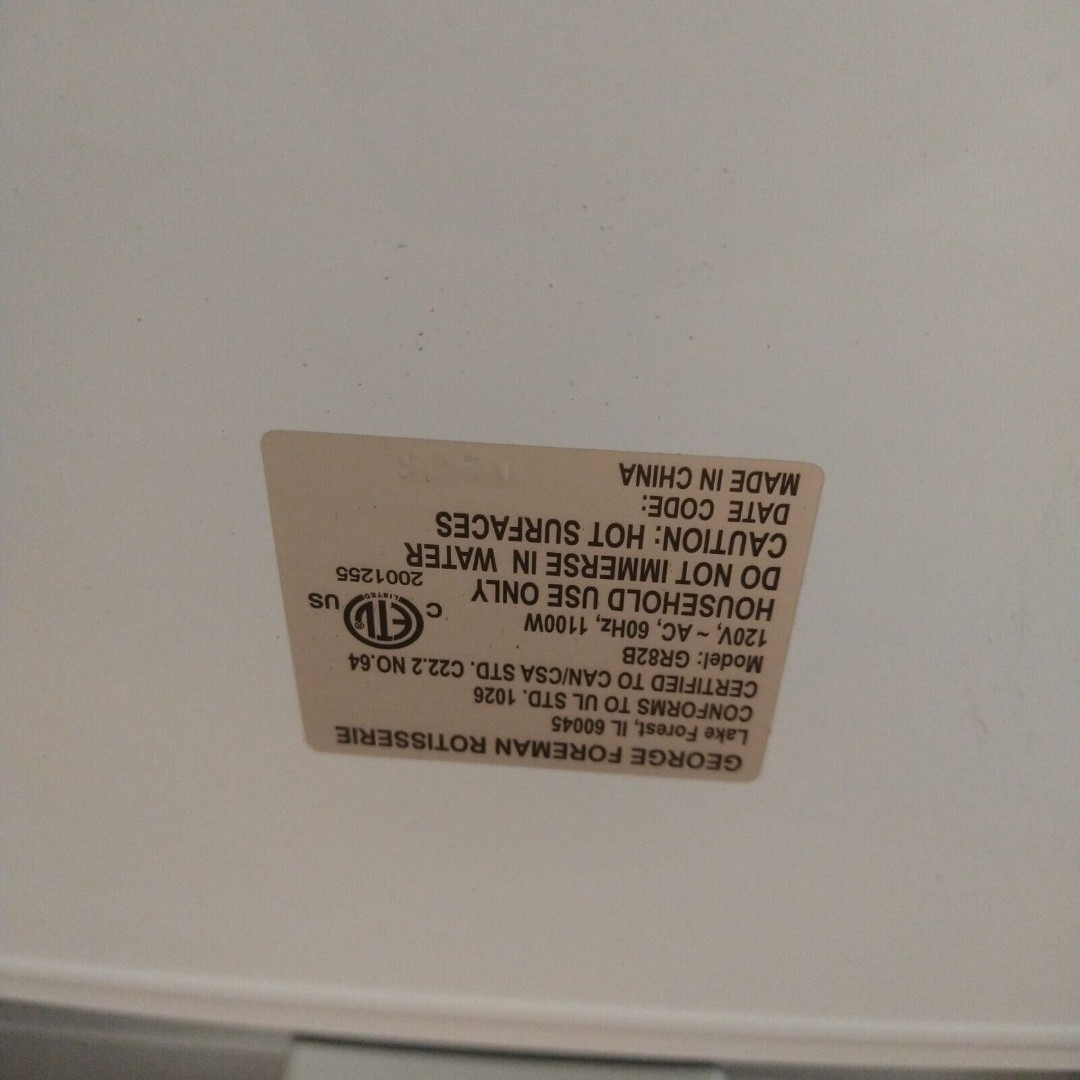 GEORGE FOREMAN ROTISSERIE
Lake Forest, IL 60045
CONFORMS TO UL STD. 1026
CERTIFIED TO CAN/CSA STD. C22.2 NO.64
Model: GR82B
120V, ~ AC, 60Hz, 1100W
HOUSEHOLD USE ONLY
DO NOT IMMERSE IN WATER
CAUTION: HOT SURFACES
DATE CODE:
MADE IN CHINA
C ETL® US
LISTED
2001255